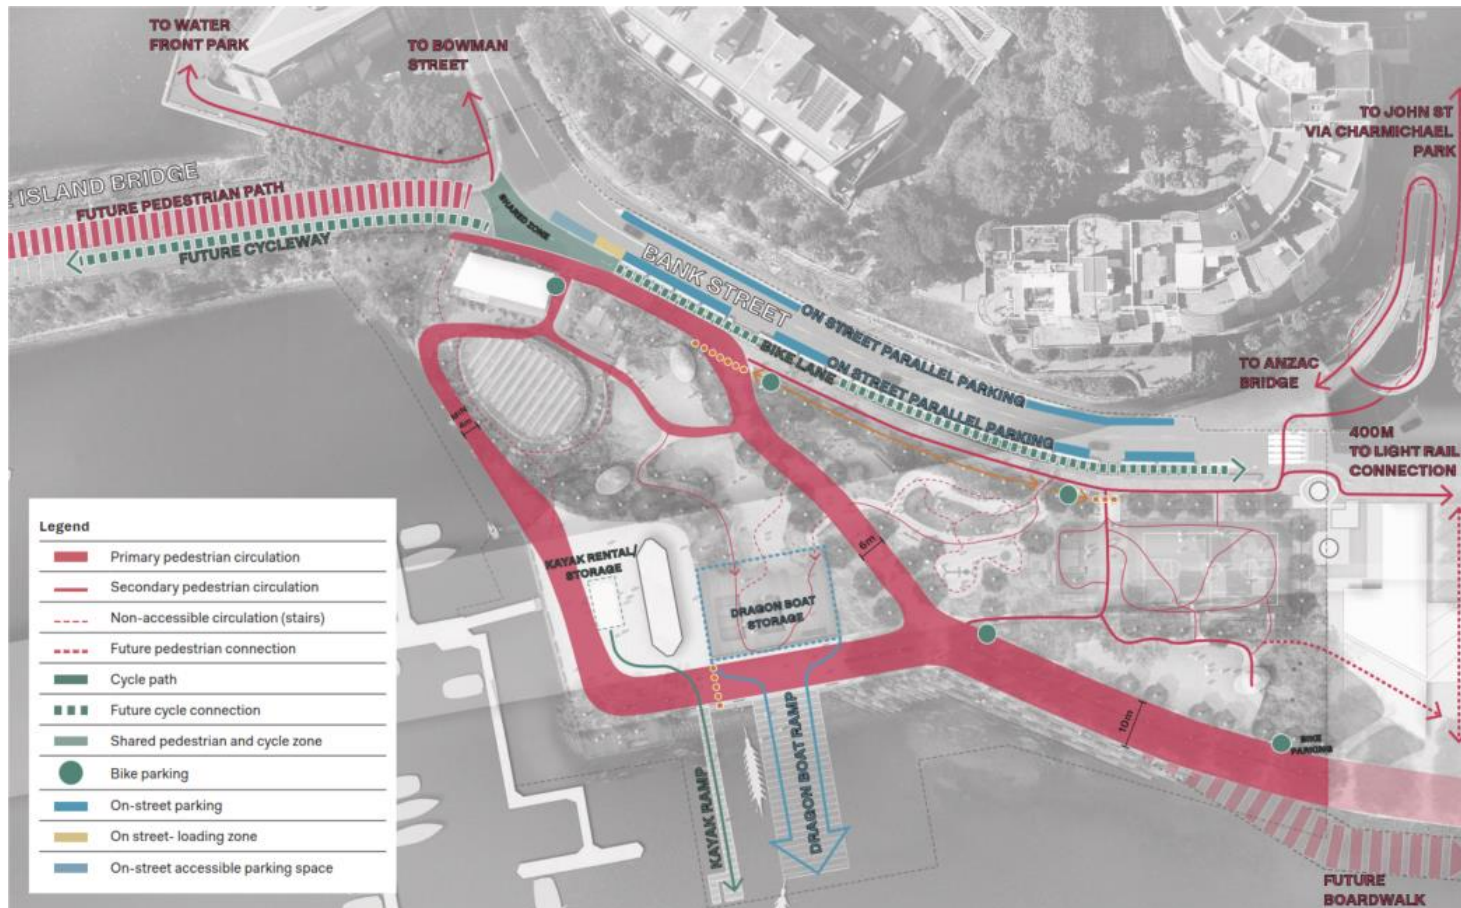 TO WATER
FRONT PARK
TO BOWMAN
STREET
TO JOHN ST
VIA CHARMICHAEL
PARK
E ISLAND BRIDGE
FUTURE PEDESTRIAN PATH
FUTURE CYCLEWAY
SHARED ZONE
BANK STREET
ON STREET PARALLEL PARKING
BIKE LANE
ON STREET PARALLEL PARKING
TO ANZAC
BRIDGE
400M
TO LIGHT RAIL
CONNECTION
MIN
4m
6m
KAYAK RENTAL/
STORAGE
DRAGON BOAT
STORAGE
10m
BIKE
PARKING
KAYAK RAMP
DRAGON BOAT RAMP
FUTURE
BOARDWALK
Legend
Primary pedestrian circulation
Secondary pedestrian circulation
Non-accessible circulation (stairs)
Future pedestrian connection
Cycle path
Future cycle connection
Shared pedestrian and cycle zone
Bike parking
On-street parking
On street- loading zone
On-street accessible parking space